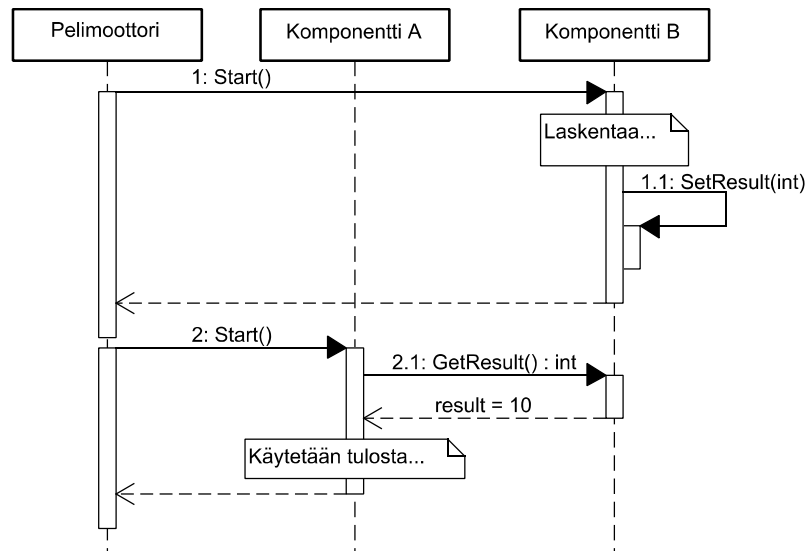 Pelimoottori
Komponentti A
Komponentti B
1: Start()
Laskentaa...
1.1: SetResult(int)
2: Start()
2.1: GetResult() : int
result = 10
Käytetään tulosta...